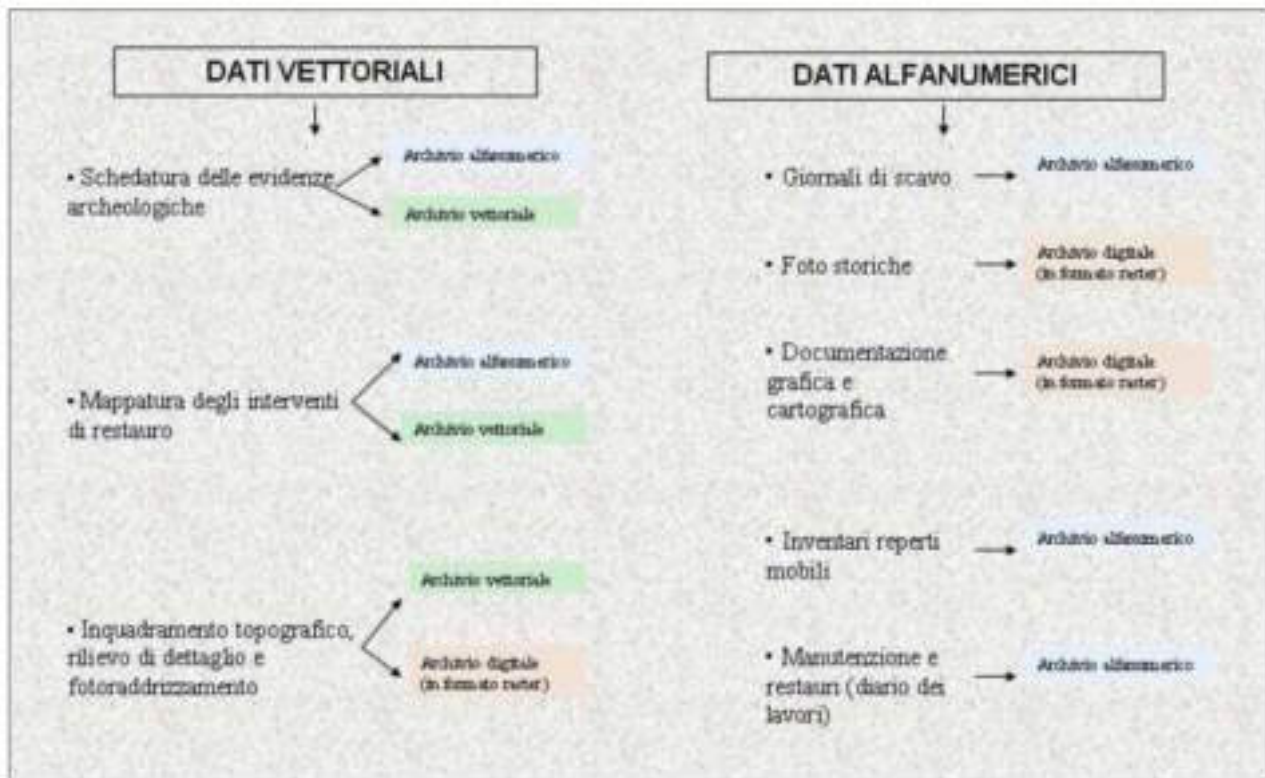 DATI VETTORIALI
• Schedatura delle evidenze
archeologiche
Archivio alfanumerico
Archivio vettoriale
• Mappatura degli interventi
di restauro
Archivio alfanumerico
Archivio vettoriale
• Inquadramento topografico,
rilievo di dettaglio e
fotoraddrizzamento
Archivio vettoriale
Archivio digitale
(in formato raster)
DATI ALFANUMERICI
• Giornali di scavo
Archivio alfanumerico
• Foto storiche
Archivio digitale
(in formato raster)
• Documentazione
grafica e
cartografica
Archivio digitale
(in formato raster)
• Inventari reperti
mobili
Archivio alfanumerico
• Manutenzione e
restauri (diario dei
lavori)
Archivio alfanumerico